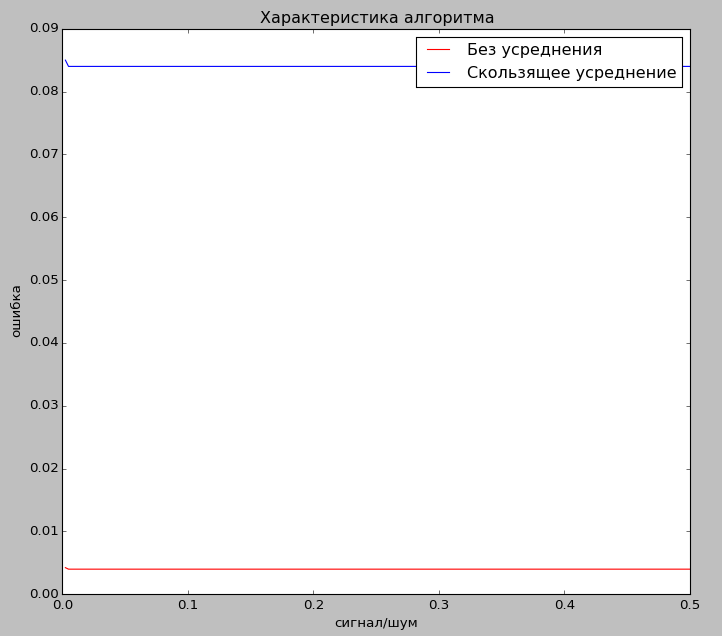 Характеристика алгоритма
Без усреднения
Скользящее усреднение
ошибка
0.09
0.08
0.07
0.06
0.05
0.04
0.03
0.02
0.01
0.00
0.0 0.1 0.2 0.3 0.4 0.5
сигнал/шум